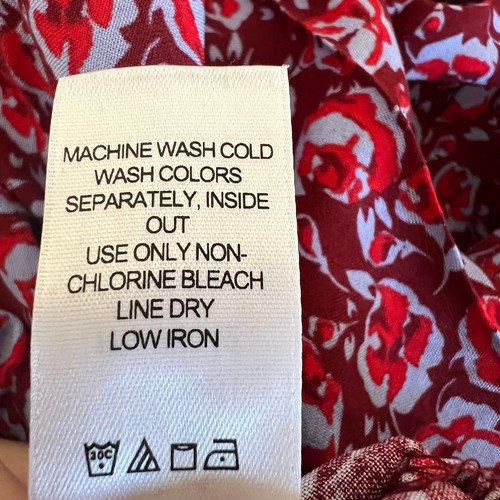 MACHINE WASH COLD
WASH COLORS
SEPARATELY, INSIDE
OUT
USE ONLY NON-
CHLORINE BLEACH
LINE DRY
LOW IRON
30C